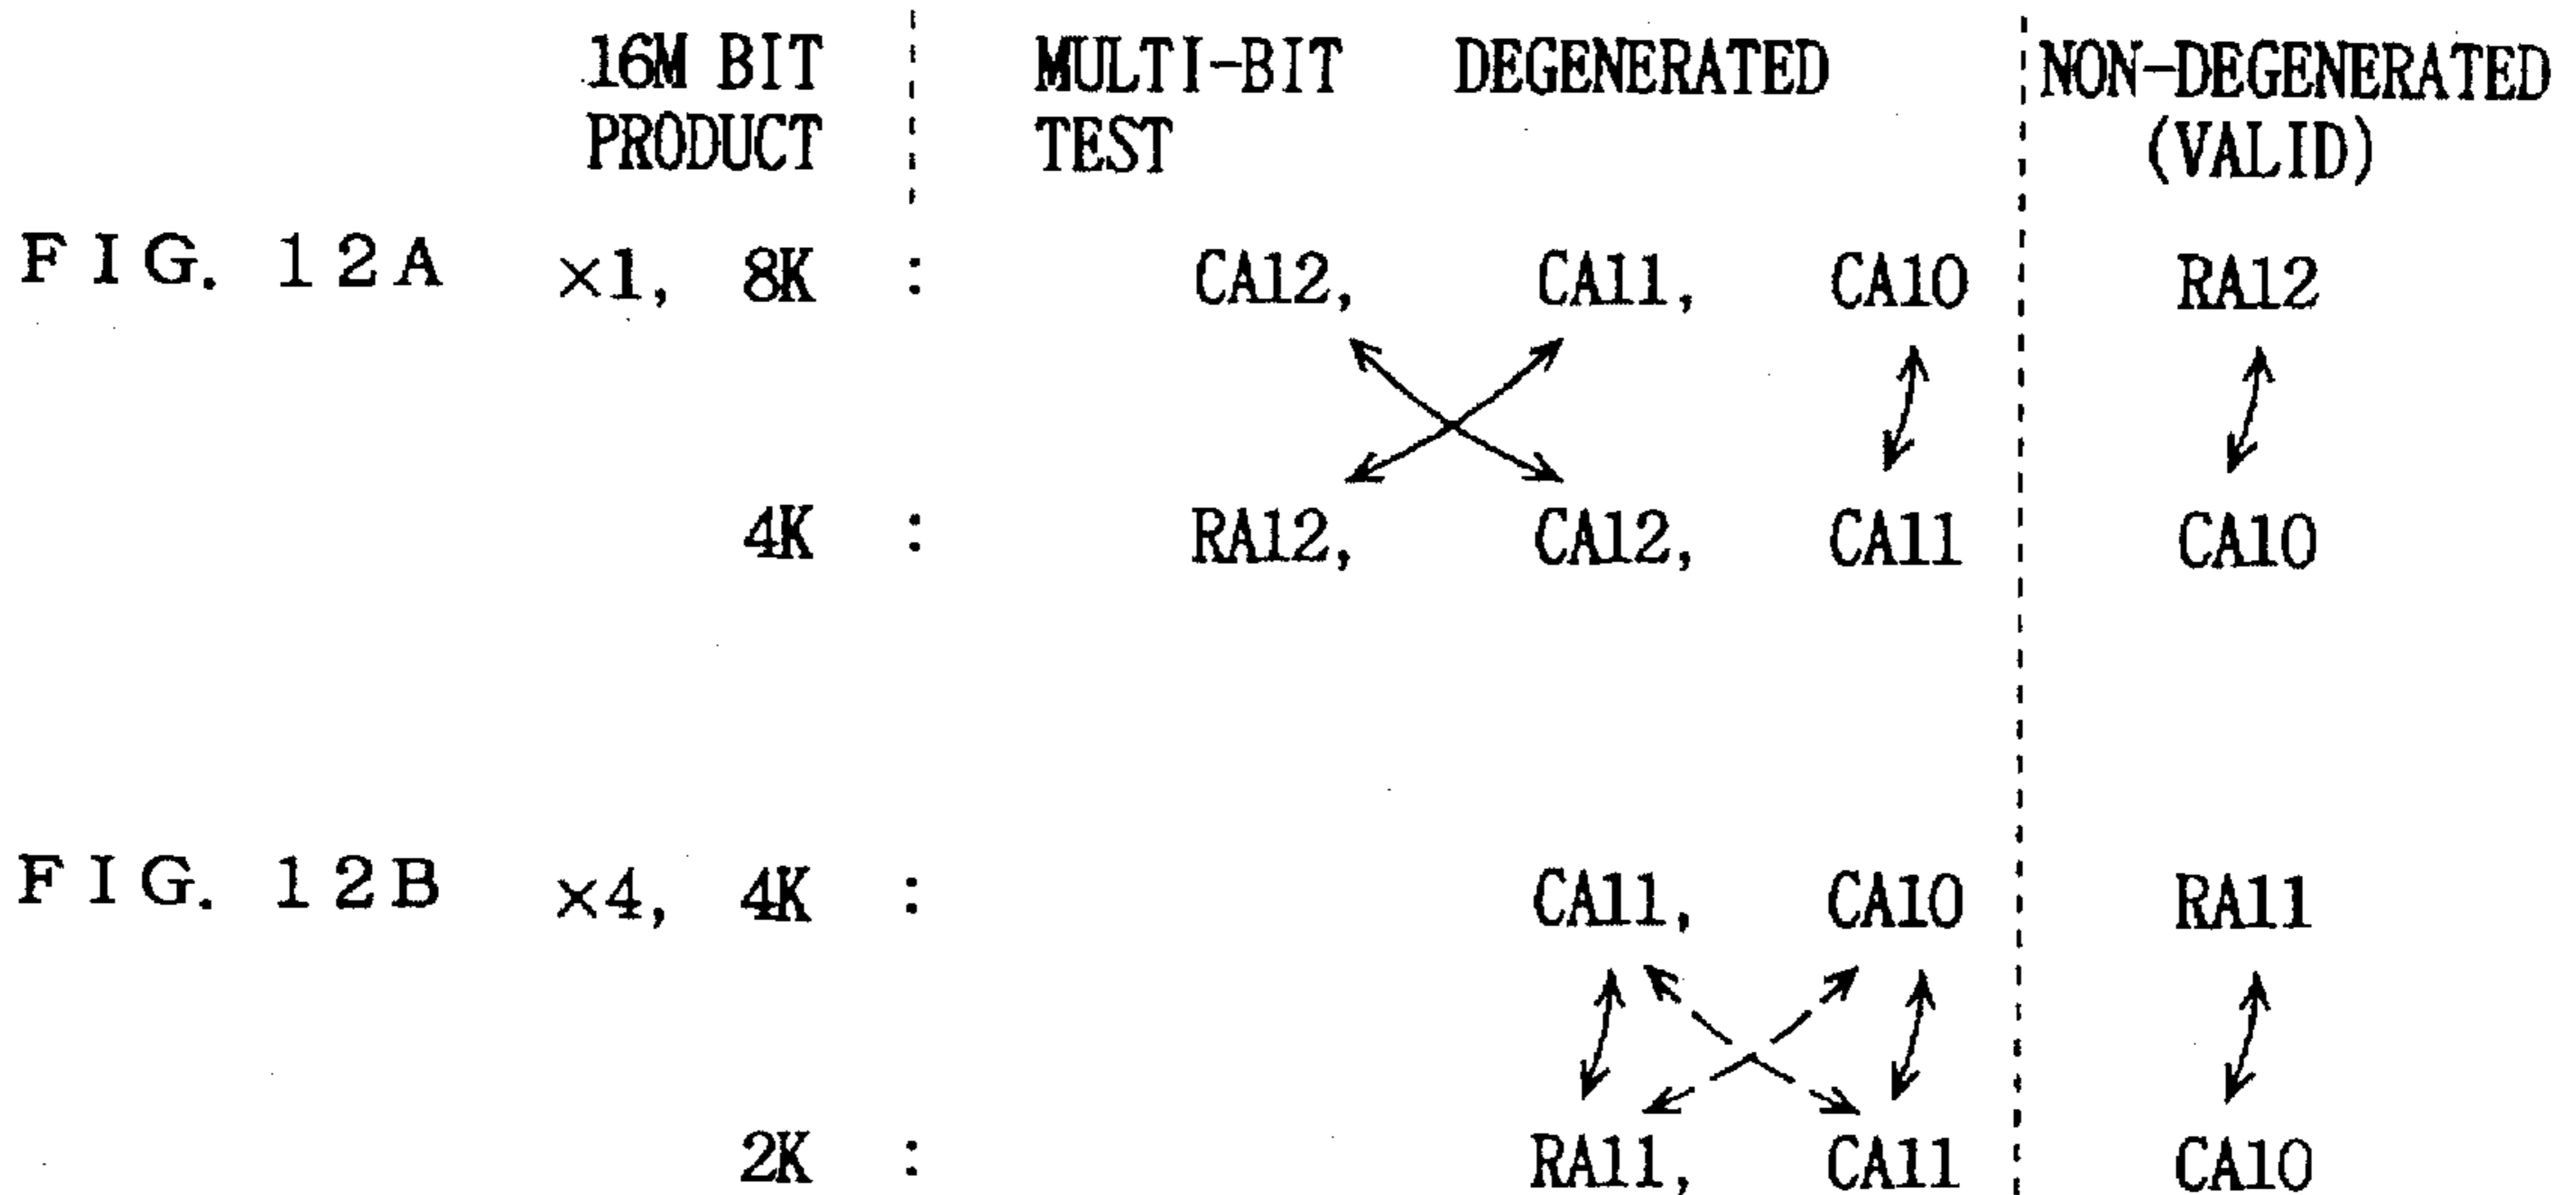 16M BIT MULTI-BIT DEGENERATED NON-DEGENERATED
PRODUCT TEST (VALID)
FIG. 12A ×1, 8K : CA12, CA11, CA10 RA12
4K : RA12, CA12, CA11 CA10
FIG. 12B ×4, 4K : CA11, CA10 RA11
2K : RA11, CA11 CA10